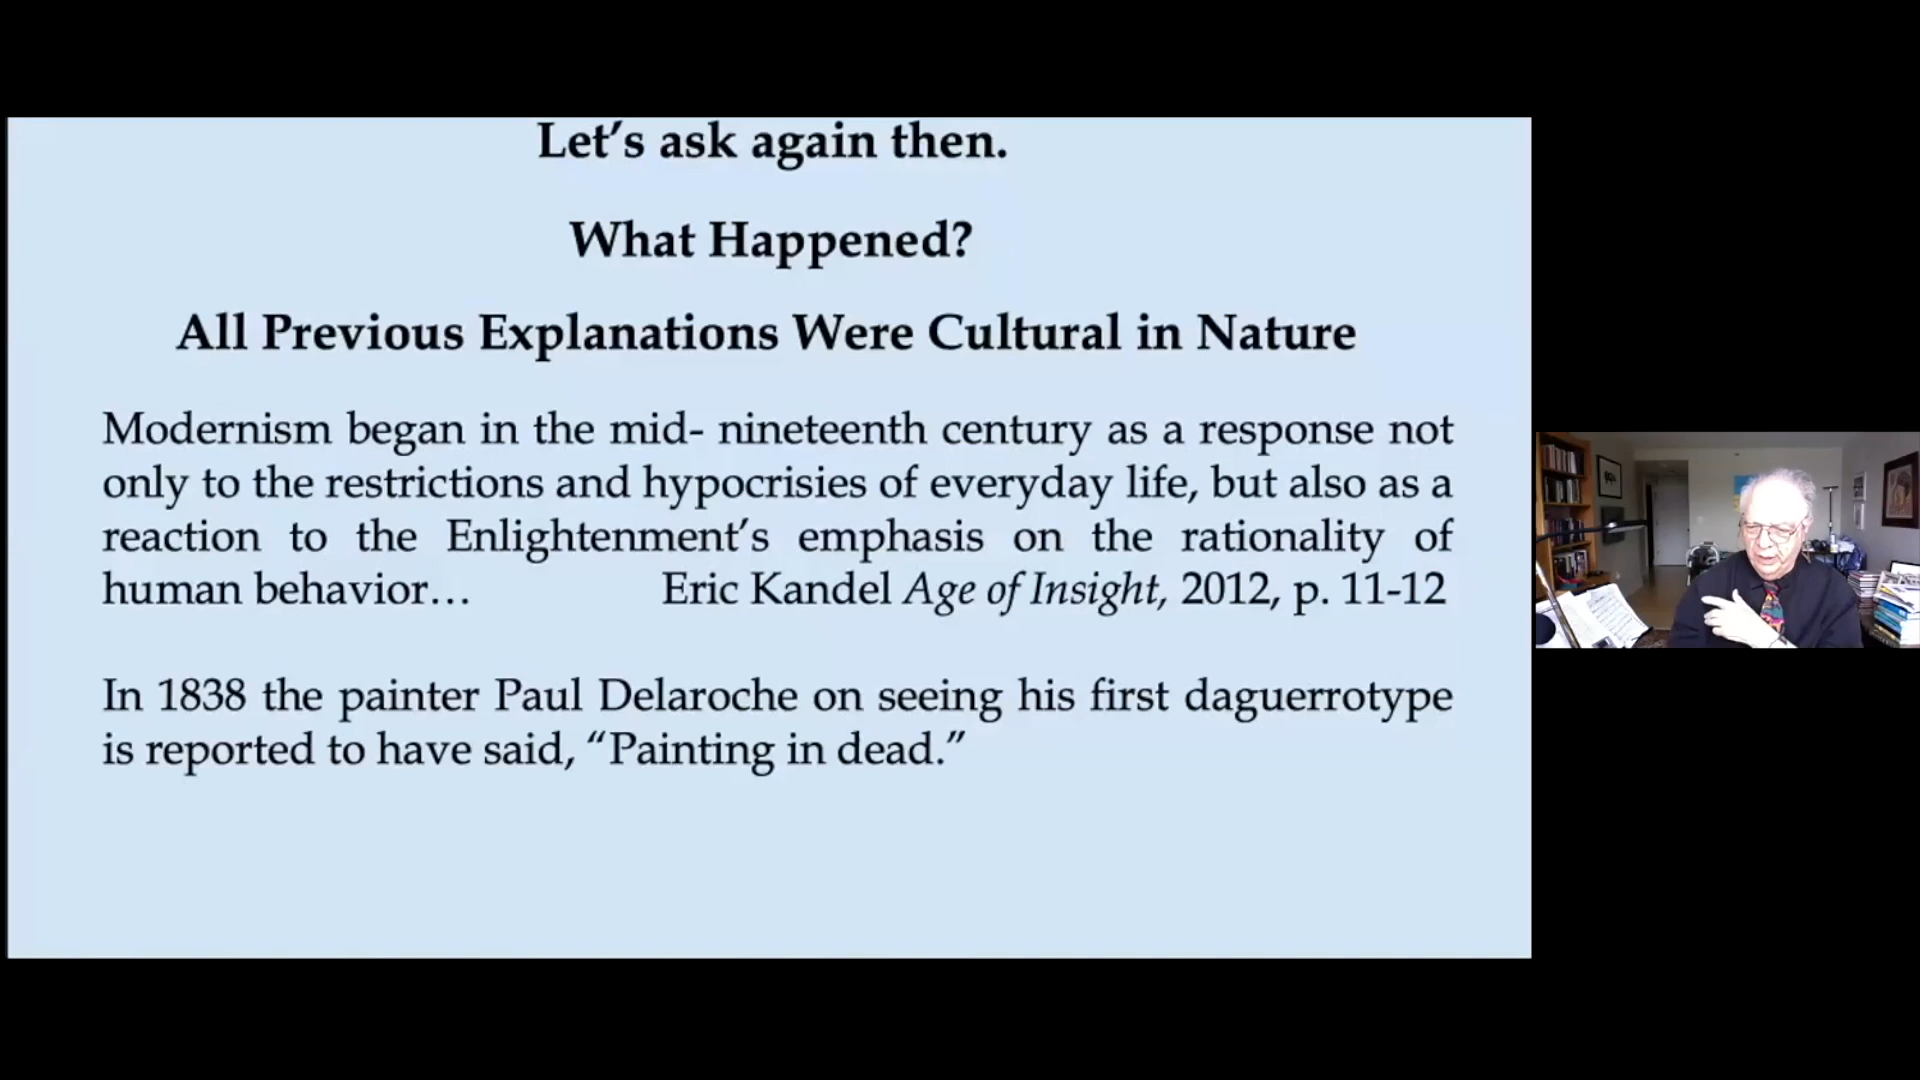 Let’s ask again then.
What Happened?
All Previous Explanations Were Cultural in Nature
Modernism began in the mid- nineteenth century as a response not
only to the restrictions and hypocrisies of everyday life, but also as a
reaction to the Enlightenment’s emphasis on the rationality of
human behavior… Eric Kandel Age of Insight, 2012, p. 11-12
In 1838 the painter Paul Delaroche on seeing his first daguerrotype
is reported to have said, “Painting in dead.”